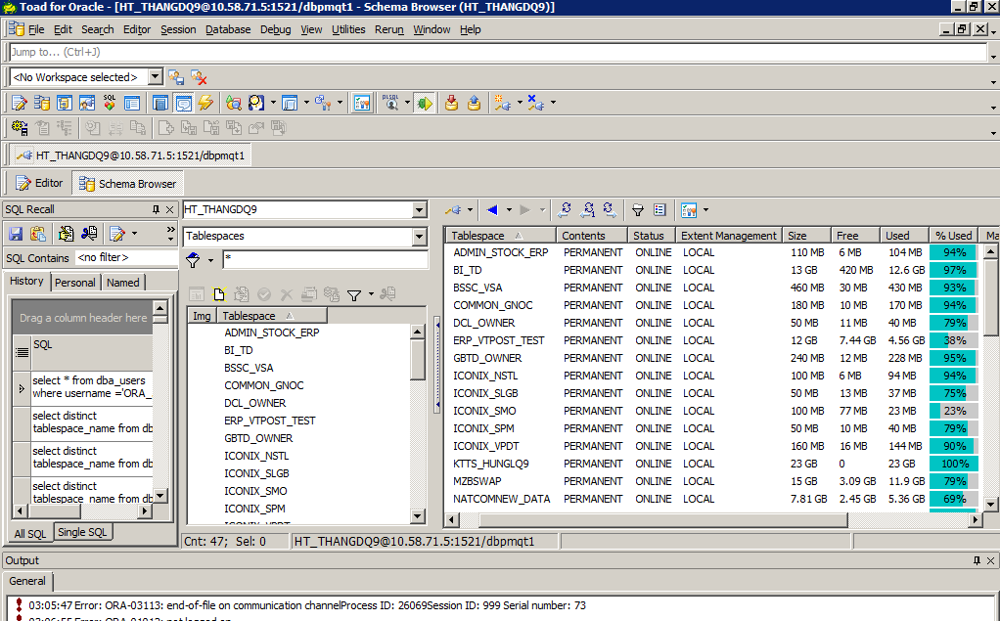 Toad for Oracle - [HT_THANGDQ9@10.58.71.5:1521/dbpmqt1 - Schema Browser (HT_THANGDQ9)]
File Edit Search Editor Session Database Debug View Utilities Rerun Window Help
Jump to... (Ctrl+J)
<No Workspace selected>
SQL
PLSQL
HT_THANGDQ9@10.58.71.5:1521/dbpmqt1
Editor Schema Browser
SQL Recall
SQL Contains <no filter>
History Personal Named
Drag a column header here
SQL
select * from dba_users
where username ='ORA_
select distinct
tablespace_name from db
select distinct
tablespace_name from db
select distinct
tablespace_name from db
All SQL Single SQL
HT_THANGDQ9
Tablespaces
*
Img Tablespace
ADMIN_STOCK_ERP
BI_TD
BSSC_VSA
COMMON_GNOC
DCL_OWNER
ERP_VTPOST_TEST
GBTD_OWNER
ICONIX_NSTL
ICONIX_SLGB
ICONIX_SMO
ICONIX_SPM
ICONIX_VPDT
Tablespace Contents Status Extent Management Size Free Used % Used Ma
ADMIN_STOCK_ERP PERMANENT ONLINE LOCAL 110 MB 6 MB 104 MB 94%
BI_TD PERMANENT ONLINE LOCAL 13 GB 420 MB 12.6 GB 97%
BSSC_VSA PERMANENT ONLINE LOCAL 460 MB 30 MB 430 MB 93%
COMMON_GNOC PERMANENT ONLINE LOCAL 180 MB 10 MB 170 MB 94%
DCL_OWNER PERMANENT ONLINE LOCAL 50 MB 11 MB 40 MB 79%
ERP_VTPOST_TEST PERMANENT ONLINE LOCAL 12 GB 7.44 GB 4.56 GB 38%
GBTD_OWNER PERMANENT ONLINE LOCAL 240 MB 12 MB 228 MB 95%
ICONIX_NSTL PERMANENT ONLINE LOCAL 100 MB 6 MB 94 MB 94%
ICONIX_SLGB PERMANENT ONLINE LOCAL 50 MB 13 MB 37 MB 75%
ICONIX_SMO PERMANENT ONLINE LOCAL 100 MB 77 MB 23 MB 23%
ICONIX_SPM PERMANENT ONLINE LOCAL 50 MB 10 MB 40 MB 79%
ICONIX_VPDT PERMANENT ONLINE LOCAL 160 MB 16 MB 144 MB 90%
KTTS_HUNGLQ9 PERMANENT ONLINE LOCAL 23 GB 0 23 GB 100%
MZBSWAP PERMANENT ONLINE LOCAL 15 GB 3.09 GB 11.9 GB 79%
NATCOMNEW_DATA PERMANENT ONLINE LOCAL 7.81 GB 2.45 GB 5.36 GB 69%
Cnt: 47; Sel: 0 HT_THANGDQ9@10.58.71.5:1521/dbpmqt1
Output
General
03:05:47 Error: ORA-03113: end-of-file on communication channelProcess ID: 26069Session ID: 999 Serial number: 73
03:06:55 Error: ORA-01012: not logged on